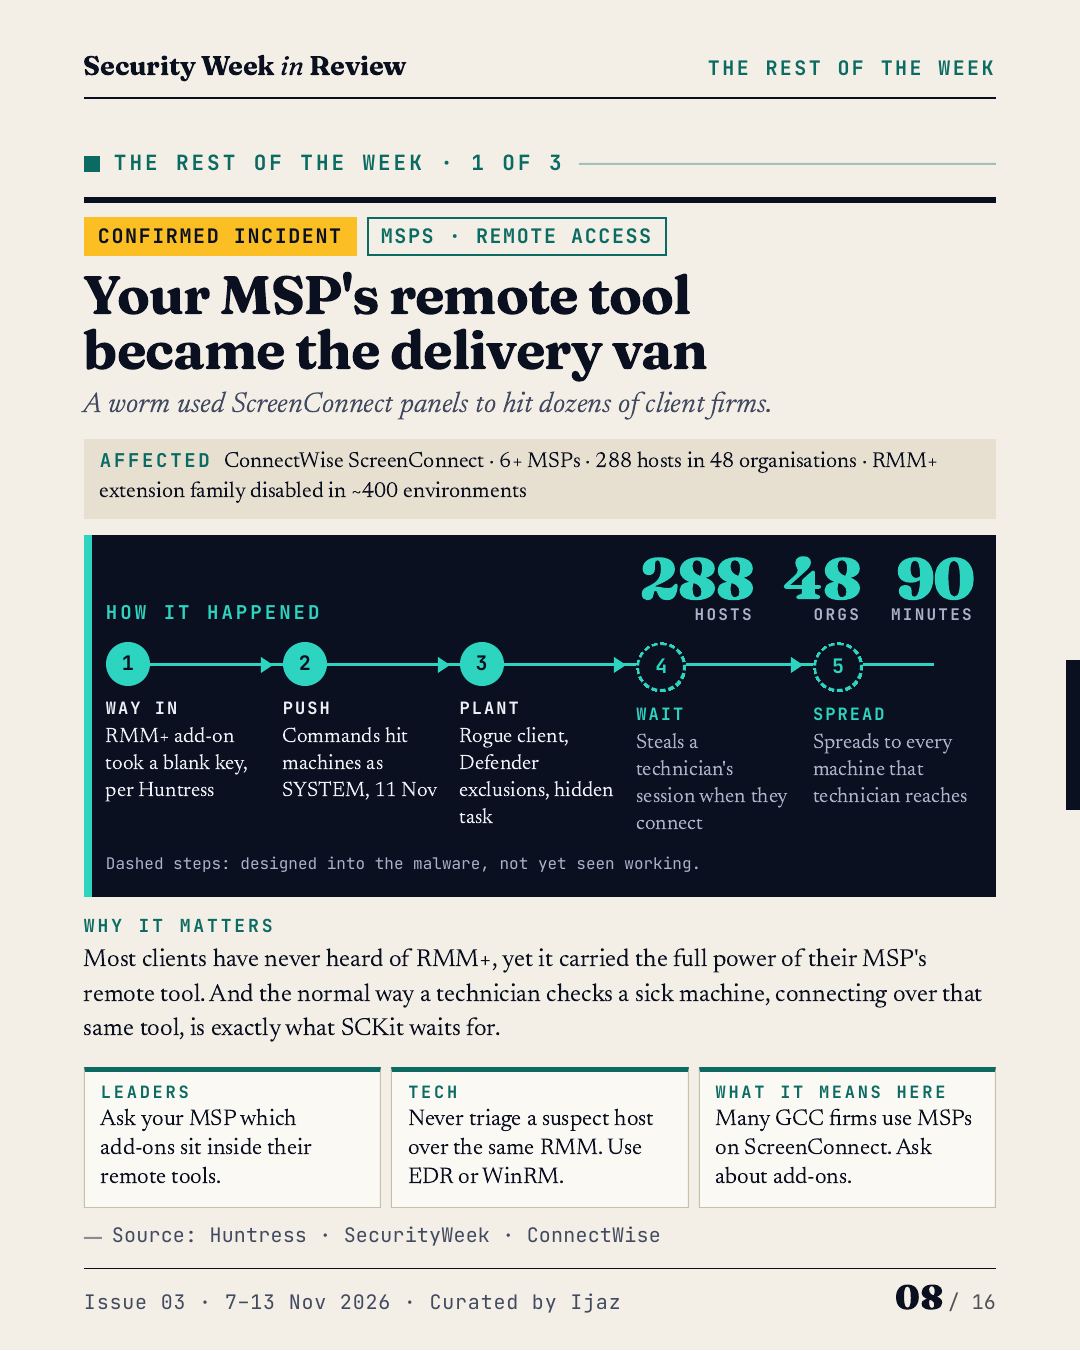 Security Week in Review
THE REST OF THE WEEK
THE REST OF THE WEEK · 1 OF 3
CONFIRMED INCIDENT
MSPS · REMOTE ACCESS
Your MSP's remote tool
became the delivery van
A worm used ScreenConnect panels to hit dozens of client firms.
AFFECTED ConnectWise ScreenConnect · 6+ MSPs · 288 hosts in 48 organisations · RMM+
extension family disabled in ~400 environments
HOW IT HAPPENED
288
HOSTS
48
ORGS
90
MINUTES
1
WAY IN
RMM+ add-on
took a blank key,
per Huntress
2
PUSH
Commands hit
machines as
SYSTEM, 11 Nov
3
PLANT
Rogue client,
Defender
exclusions, hidden
task
4
WAIT
Steals a
technician's
session when they
connect
5
SPREAD
Spreads to every
machine that
technician reaches
Dashed steps: designed into the malware, not yet seen working.
WHY IT MATTERS
Most clients have never heard of RMM+, yet it carried the full power of their MSP's
remote tool. And the normal way a technician checks a sick machine, connecting over that
same tool, is exactly what SCKit waits for.
LEADERS
Ask your MSP which
add-ons sit inside their
remote tools.
TECH
Never triage a suspect host
over the same RMM. Use
EDR or WinRM.
WHAT IT MEANS HERE
Many GCC firms use MSPs
on ScreenConnect. Ask
about add-ons.
— Source: Huntress · SecurityWeek · ConnectWise
Issue 03 · 7–13 Nov 2026 · Curated by Ijaz
08 / 16